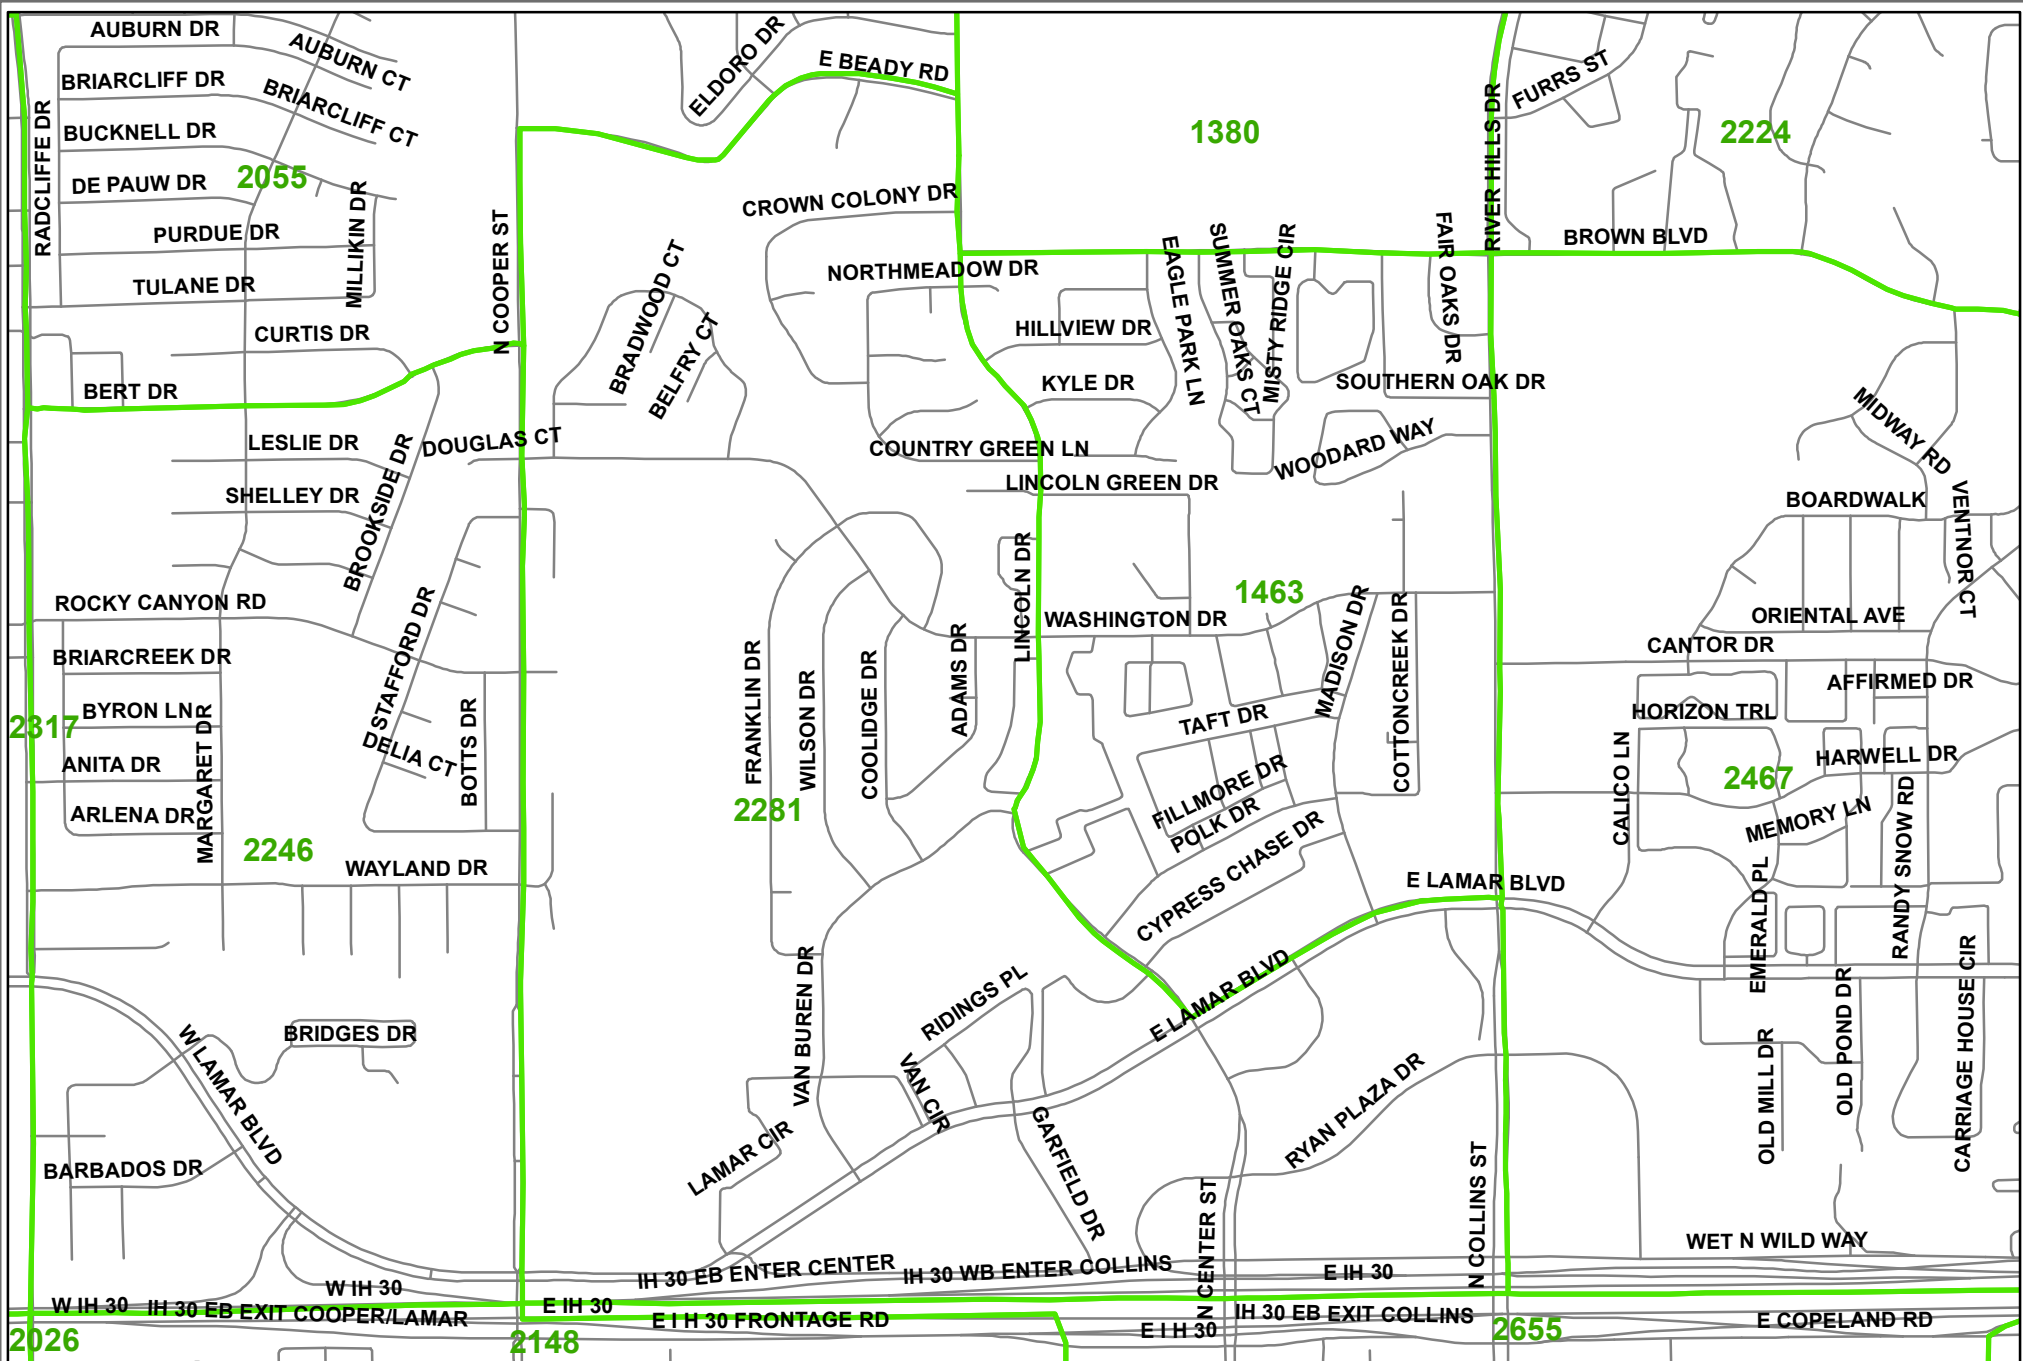 AUBURN DR
AUBURN CT
ELDORO DR
E BEADY RD
FURRS ST
BRIARCLIFF DR
BRIARCLIFF CT
RADCLIFFE DR
BUCKNELL DR
1380
RIVER HILLS DR
2224
DE PAUW DR
2055
MILLIKIN DR
N COOPER ST
CROWN COLONY DR
PURDUE DR
BRADWOOD CT
NORTHMEADOW DR
EAGLE PARK LN
SUMMER OAKS CT
MISTY RIDGE CIR
FAIR OAKS DR
BROWN BLVD
TULANE DR
CURTIS DR
BELFRY CT
HILLVIEW DR
BERT DR
KYLE DR
SOUTHERN OAK DR
MIDWAY RD
LESLIE DR
BROOKSIDE DR
DOUGLAS CT
COUNTRY GREEN LN
WOODARD WAY
SHELLEY DR
LINCOLN GREEN DR
BOARDWALK
VENTNOR CT
LINCOLN DR
ROCKY CANYON RD
STAFFORD DR
1463
WASHINGTON DR
MADISON DR
COTTONCREEK DR
ORIENTAL AVE
CANTOR DR
BRIARCREEK DR
FRANKLIN DR
WILSON DR
COOLIDGE DR
ADAMS DR
AFFIRMED DR
2317
BYRON LN
MARGARET DR
DELIA CT
BOTTS DR
TAFT DR
HORIZON TRL
CALICO LN
ANITA DR
HARWELL DR
2281
FILLMORE DR
2467
ARLENA DR
POLK DR
MEMORY LN
RANDY SNOW RD
2246
CYPRESS CHASE DR
WAYLAND DR
E LAMAR BLVD
EMERALD PL
VAN BUREN DR
RIDINGS PL
E LAMAR BLVD
OLD POND DR
CARRIAGE HOUSE CIR
BRIDGES DR
W LAMAR BLVD
VAN CIR
OLD MILL DR
RYAN PLAZA DR
GARFIELD DR
LAMAR CIR
BARBADOS DR
N CENTER ST
N COLLINS ST
WET N WILD WAY
IH 30 EB ENTER CENTER
IH 30 WB ENTER COLLINS
E IH 30
W IH 30
W IH 30
IH 30 EB EXIT COOPER/LAMAR
E IH 30
E I H 30 FRONTAGE RD
IH 30 EB EXIT COLLINS
E COPELAND RD
2026
2148
E I H 30
2655